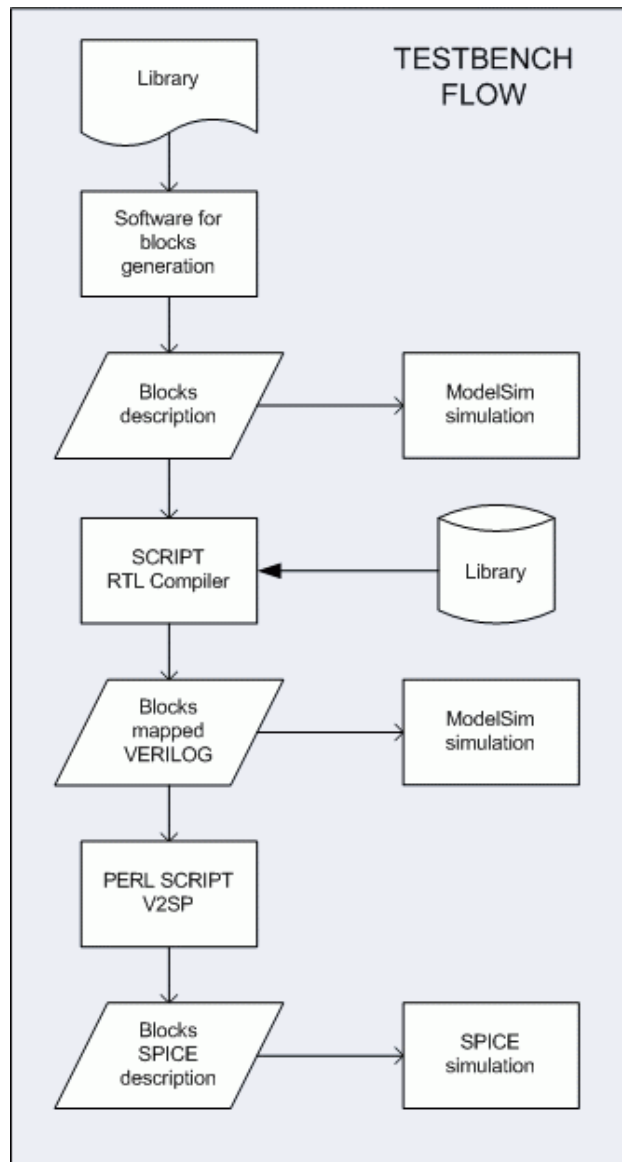 TESTBENCH
FLOW
Library
Software for
blocks
generation
Blocks
description
ModelSim
simulation
SCRIPT
RTL Compiler
Library
Blocks
mapped
VERILOG
ModelSim
simulation
PERL SCRIPT
V2SP
Blocks
SPICE
description
SPICE
simulation